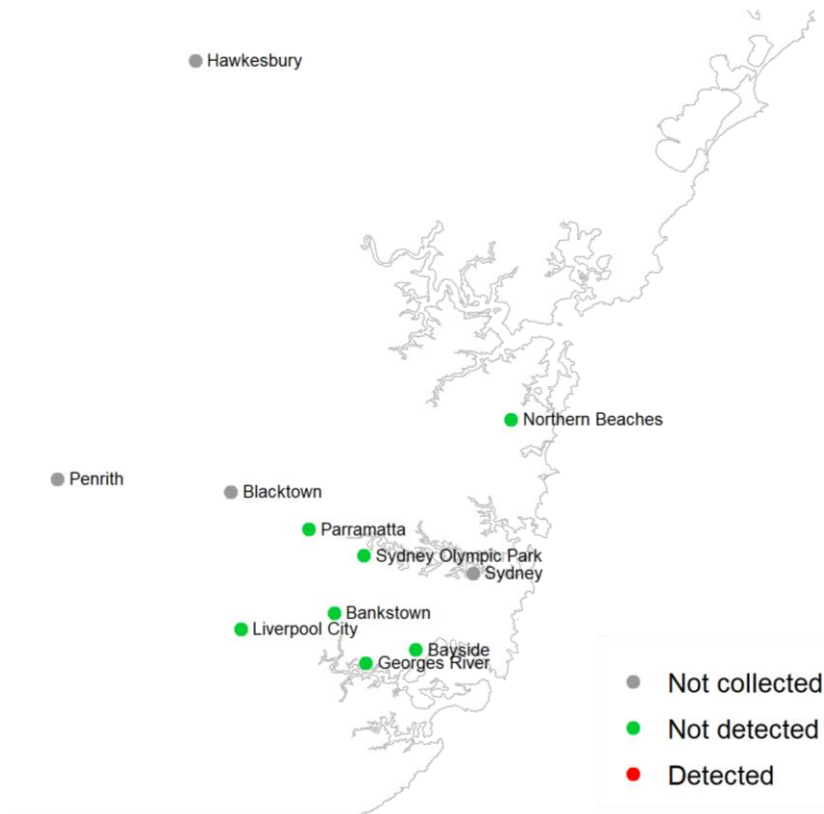 Hawkesbury
Northern Beaches
Penrith
Blacktown
Parramatta
Sydney Olympic Park
Sydney
Bankstown
Liverpool City
Bayside
Georges River
Not collected
Not detected
Detected